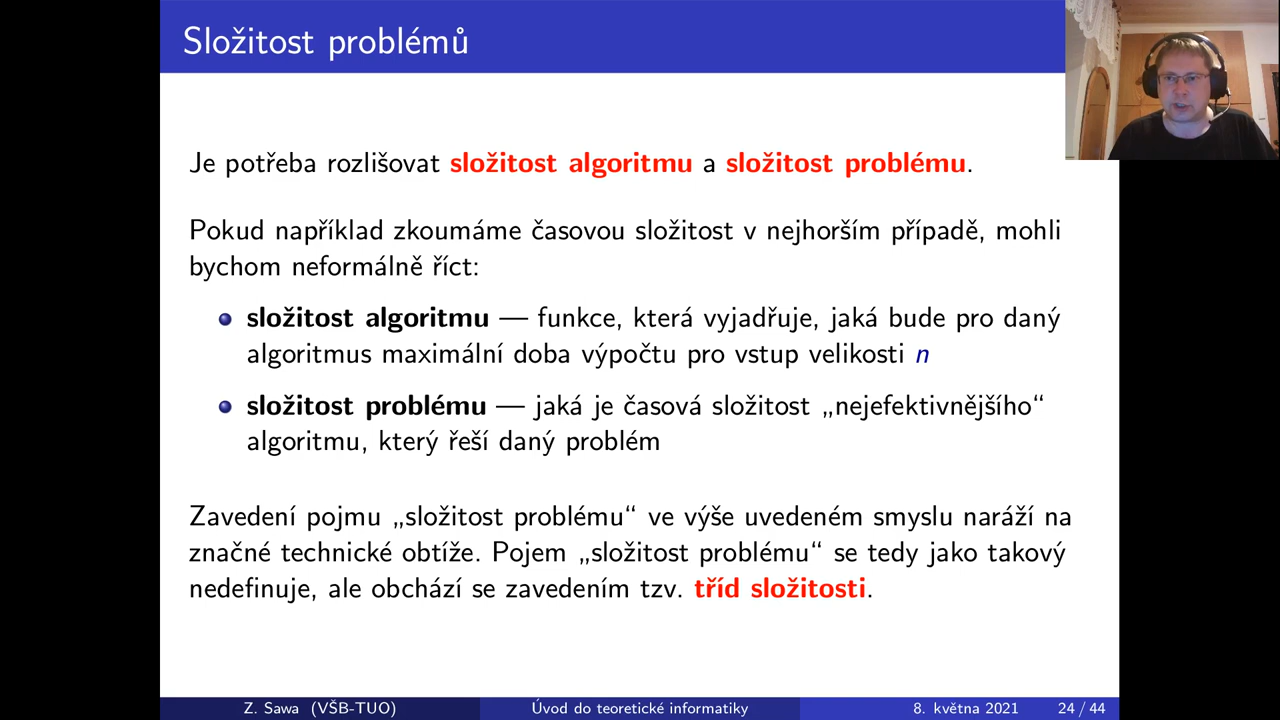 Složitost problémů
Je potřeba rozlišovat složitost algoritmu a složitost problému.
Pokud například zkoumáme časovou složitost v nejhorším případě, mohli
bychom neformálně říct:
složitost algoritmu — funkce, která vyjadřuje, jaká bude pro daný
algoritmus maximální doba výpočtu pro vstup velikosti n
složitost problému — jaká je časová složitost „nejefektivnějšího“
algoritmu, který řeší daný problém
Zavedení pojmu „složitost problému“ ve výše uvedeném smyslu naráží na
značné technické obtíže. Pojem „složitost problému“ se tedy jako takový
nedefinuje, ale obchází se zavedením tzv. tříd složitosti.
Z. Sawa (VŠB-TUO) Úvod do teoretické informatiky 8. května 2021 24 / 44